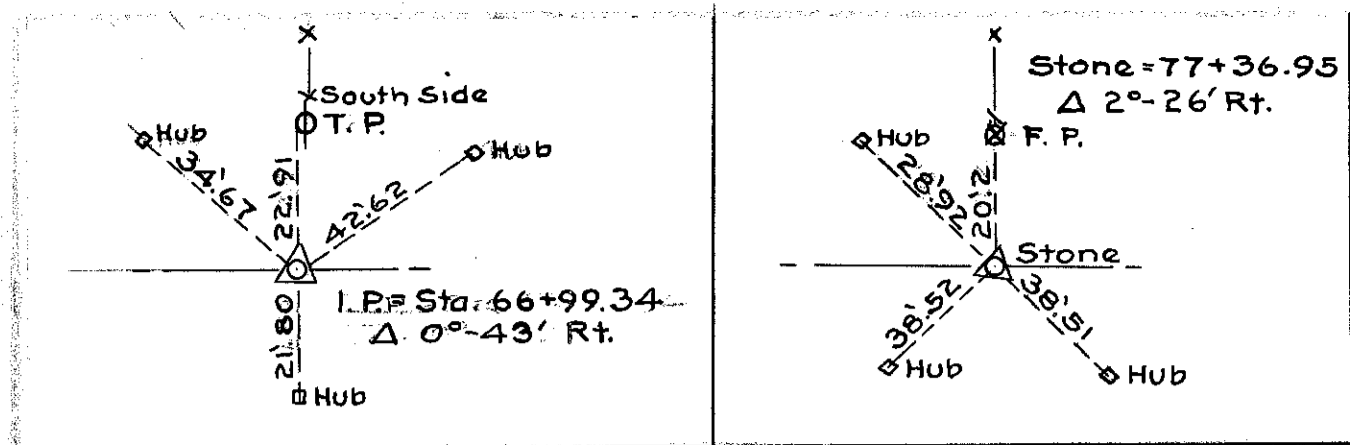 x
South Side
T. P.
Hub
Hub
34.'67
22.'91
42.'62
I.P.= Sta. 66+99.34
Δ 0°-43' Rt.
21.'80
Hub
x
Stone = 77+36.95
Δ 2°-26' Rt.
Hub
F. P.
28.'92
20.'2
Stone
38.'52
38.'51
Hub
Hub